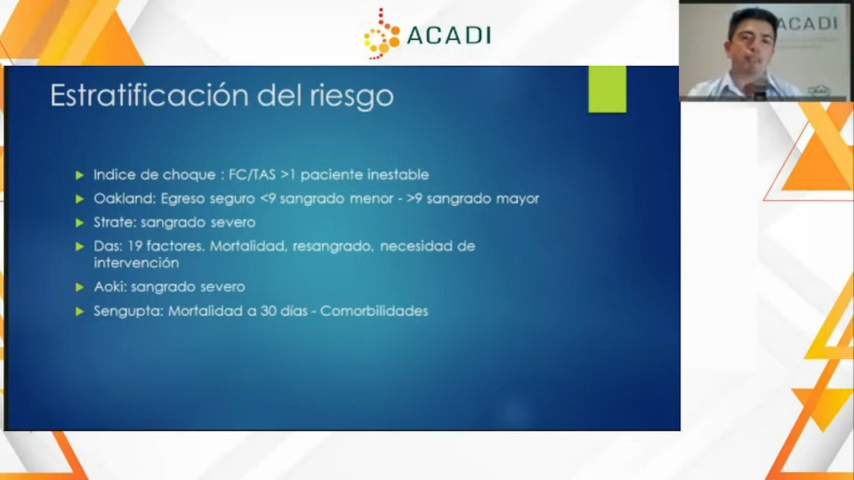 ACADI
ACADI
Estratificación del riesgo
Indice de choque : FC/TAS >1 paciente inestable
Oakland: Egreso seguro <9 sangrado menor - >9 sangrado mayor
Strate: sangrado severo
Das: 19 factores. Mortalidad, resangrado, necesidad de
intervención
Aoki: sangrado severo
Sengupta: Mortalidad a 30 días - Comorbilidades